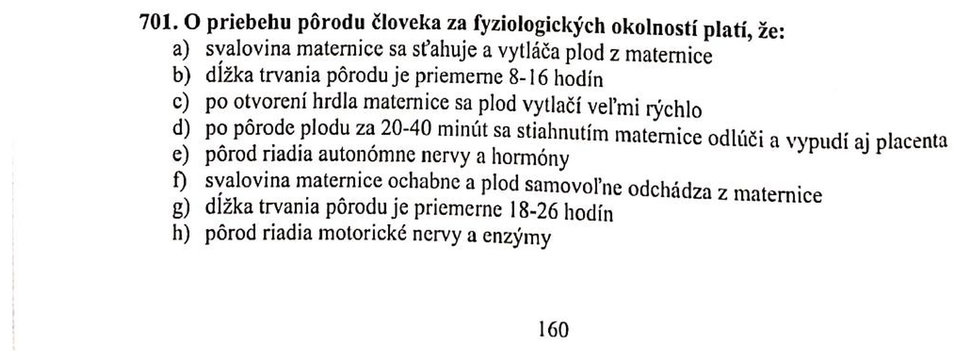 701. O priebehu pôrodu človeka za fyziologických okolností platí, že:
a) svalovina maternice sa sťahuje a vytláča plod z maternice
b) dĺžka trvania pôrodu je priemerne 8-16 hodín
c) po otvorení hrdla maternice sa plod vytlačí veľmi rýchlo
d) po pôrode plodu za 20-40 minút sa stiahnutím maternice odlúči a vypudí aj placenta
e) pôrod riadia autonómne nervy a hormóny
f) svalovina maternice ochabne a plod samovoľne odchádza z maternice
g) dĺžka trvania pôrodu je priemerne 18-26 hodín
h) pôrod riadia motorické nervy a enzýmy
160